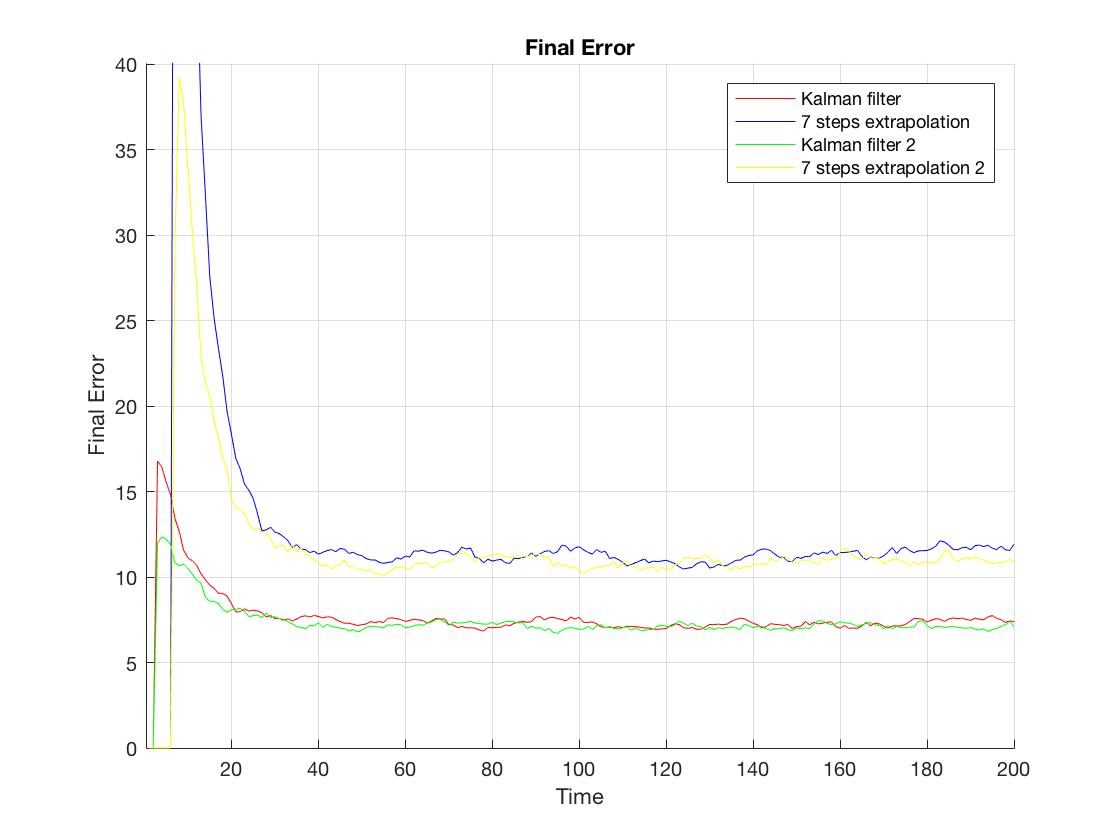 Final Error
40
35
30
25
20
15
10
5
0
Final Error
Kalman filter
7 steps extrapolation
Kalman filter 2
7 steps extrapolation 2
20 40 60 80 100 120 140 160 180 200
Time